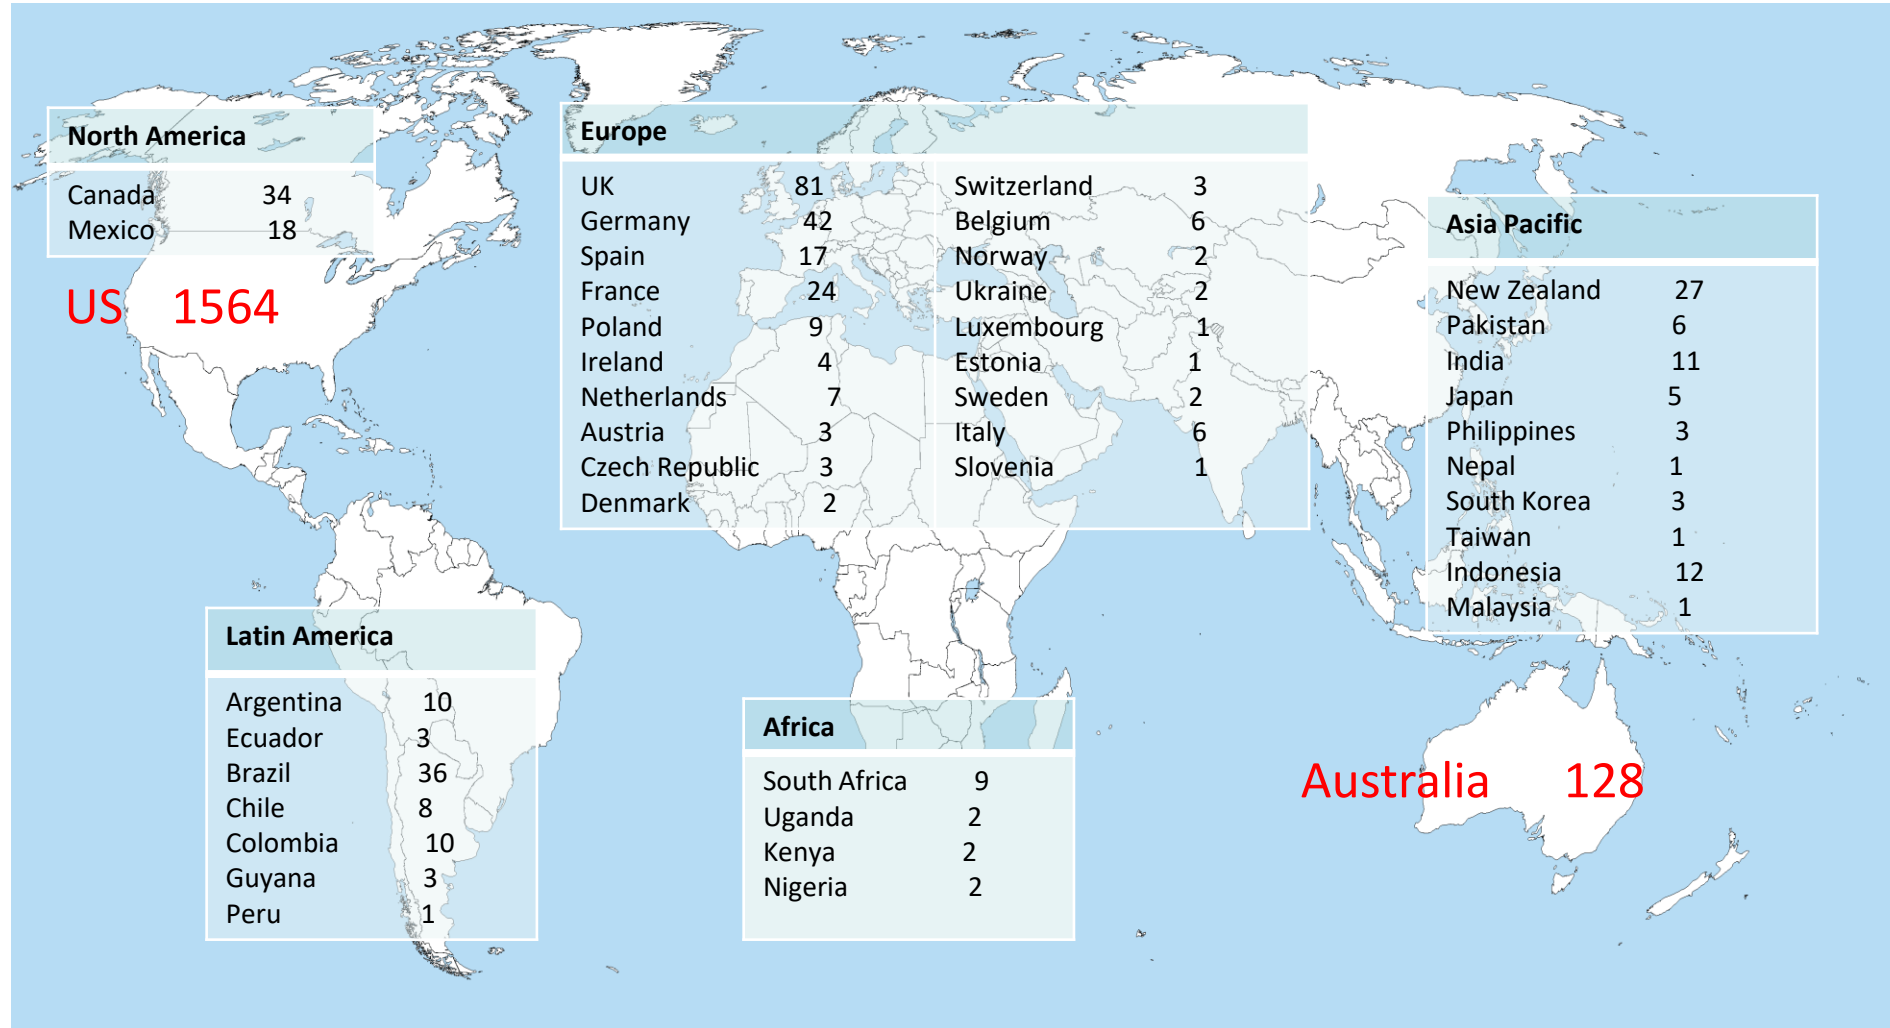 North America
Canada 34
Mexico 18
US 1564
Europe
UK 81
Germany 42
Spain 17
France 24
Poland 9
Ireland 4
Netherlands 7
Austria 3
Czech Republic 3
Denmark 2
Switzerland 3
Belgium 6
Norway 2
Ukraine 2
Luxembourg 1
Estonia 1
Sweden 2
Italy 6
Slovenia 1
Asia Pacific
New Zealand 27
Pakistan 6
India 11
Japan 5
Philippines 3
Nepal 1
South Korea 3
Taiwan 1
Indonesia 12
Malaysia 1
Latin America
Argentina 10
Ecuador 3
Brazil 36
Chile 8
Colombia 10
Guyana 3
Peru 1
Africa
South Africa 9
Uganda 2
Kenya 2
Nigeria 2
Australia 128